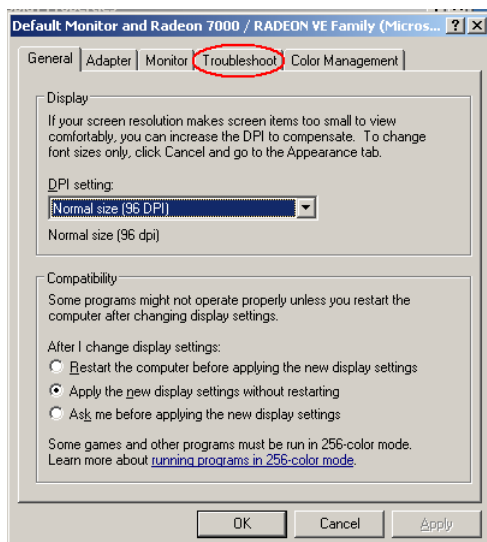 Default Monitor and Radeon 7000 / RADEON VE Family (Micros...
General Adapter Monitor Troubleshoot Color Management
Display
If your screen resolution makes screen items too small to view
comfortably, you can increase the DPI to compensate. To change
font sizes only, click Cancel and go to the Appearance tab.
DPI setting:
Normal size (96 DPI)
Normal size (96 dpi)
Compatibility
Some programs might not operate properly unless you restart the
computer after changing display settings.
After I change display settings:
Restart the computer before applying the new display settings
Apply the new display settings without restarting
Ask me before applying the new display settings
Some games and other programs must be run in 256-color mode.
Learn more about running programs in 256-color mode.
OK Cancel Apply